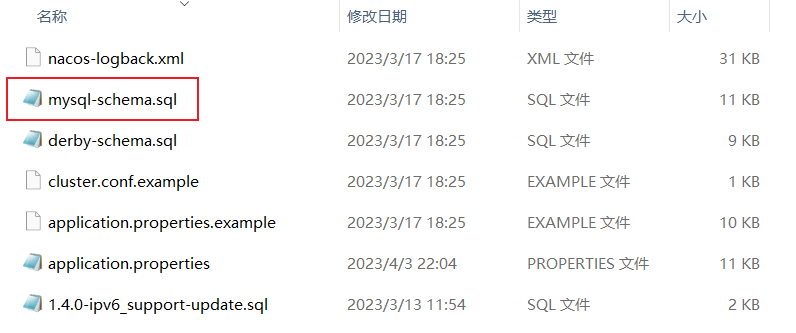 名称 修改日期 类型 大小
nacos-logback.xml 2023/3/17 18:25 XML 文件 31 KB
mysql-schema.sql 2023/3/17 18:25 SQL 文件 11 KB
derby-schema.sql 2023/3/17 18:25 SQL 文件 9 KB
cluster.conf.example 2023/3/17 18:25 EXAMPLE 文件 1 KB
application.properties.example 2023/3/17 18:25 EXAMPLE 文件 10 KB
application.properties 2023/4/3 22:04 PROPERTIES 文件 11 KB
1.4.0-ipv6_support-update.sql 2023/3/13 11:54 SQL 文件 2 KB